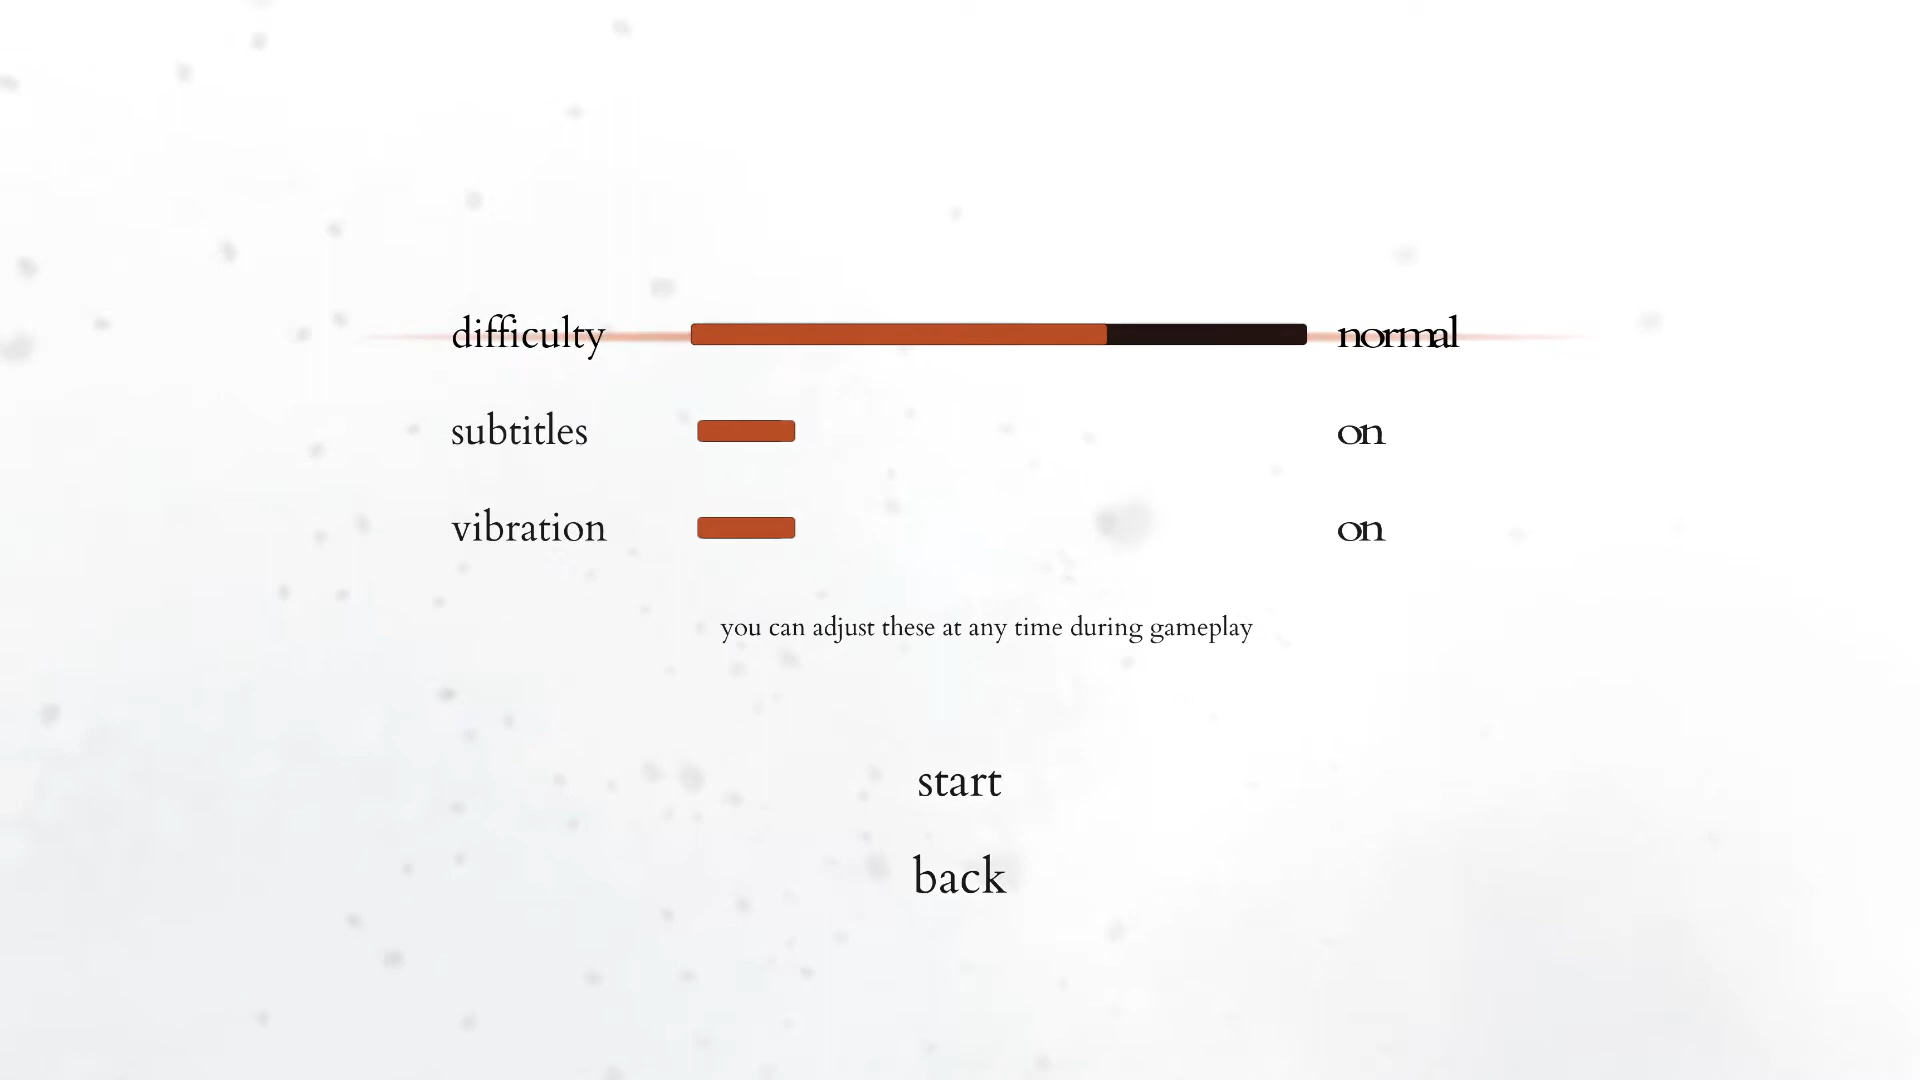 difficulty normal
subtitles on
vibration on
you can adjust these at any time during gameplay
start
back